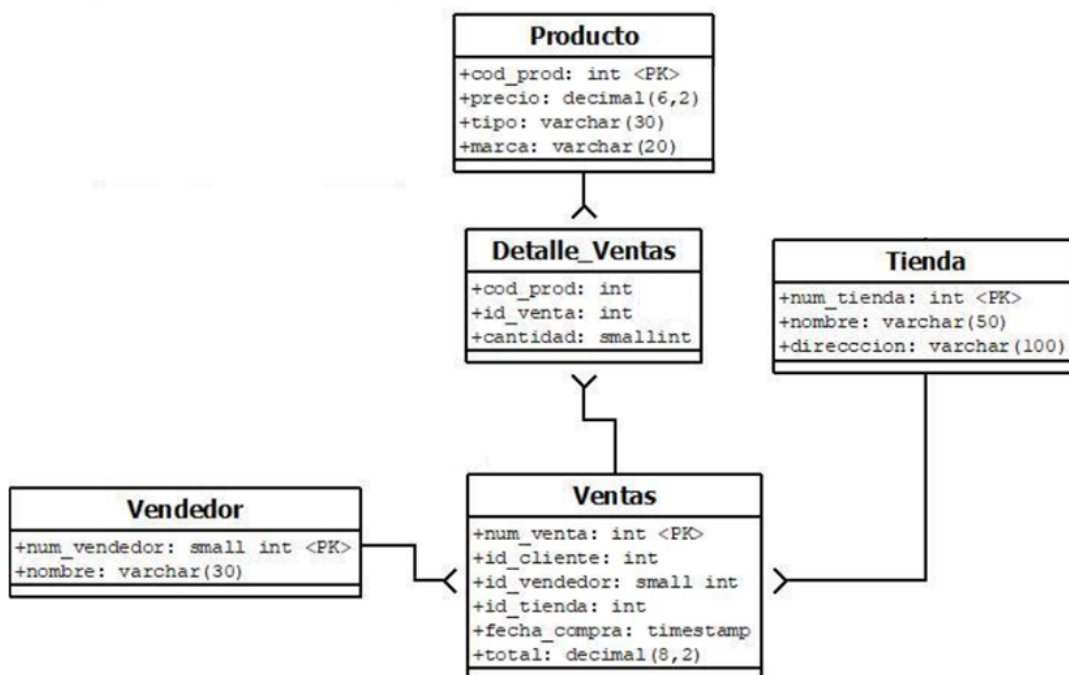 Producto
+cod_prod: int <PK>
+precio: decimal(6,2)
+tipo: varchar(30)
+marca: varchar(20)
Detalle_Ventas
+cod_prod: int
+id_venta: int
+cantidad: smallint
Tienda
+num_tienda: int <PK>
+nombre: varchar(50)
+direcccion: varchar(100)
Vendedor
+num_vendedor: small int <PK>
+nombre: varchar(30)
Ventas
+num_venta: int <PK>
+id_cliente: int
+id_vendedor: small int
+id_tienda: int
+fecha_compra: timestamp
+total: decimal(8,2)